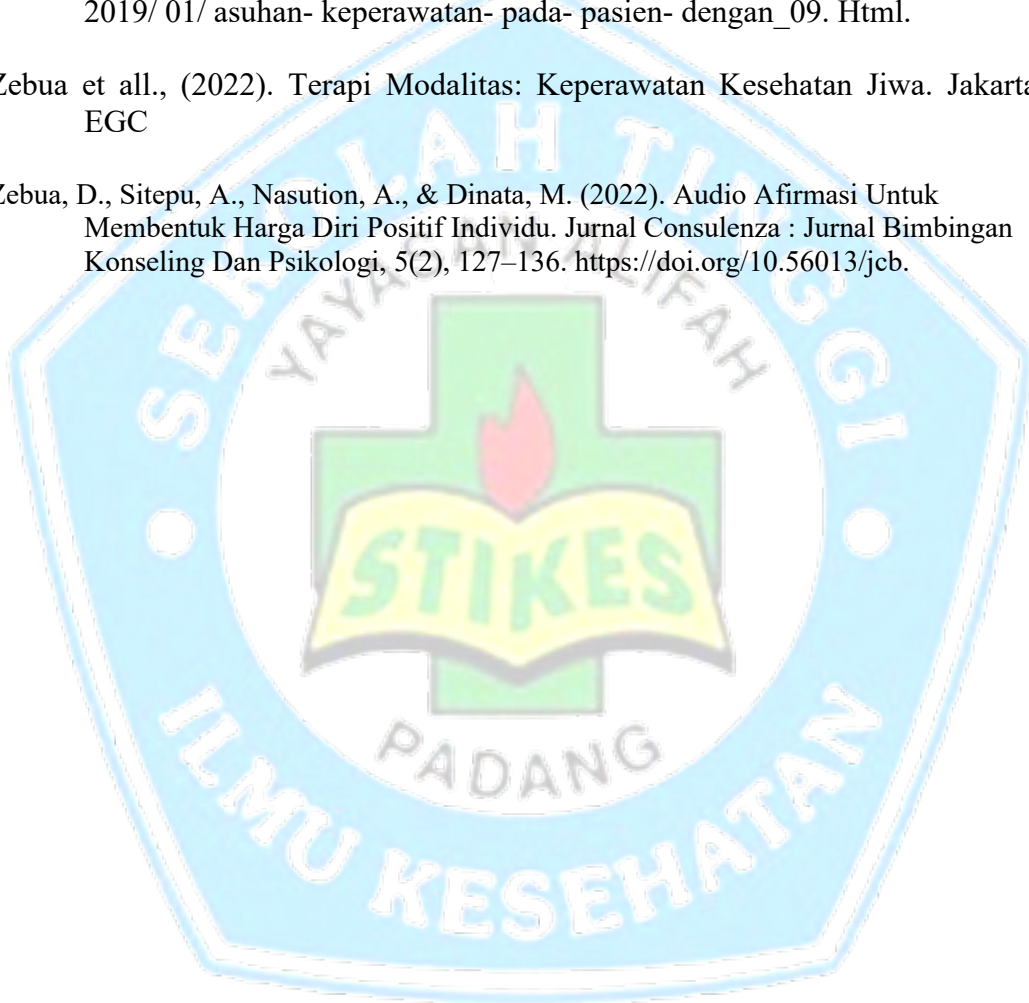 2019/ 01/ asuhan- keperawatan- pada- pasien- dengan_09. Html.
Zebua et all., (2022). Terapi Modalitas: Keperawatan Kesehatan Jiwa. Jakarta
EGC
Zebua, D., Sitepu, A., Nasution, A., & Dinata, M. (2022). Audio Afirmasi Untuk
Membentuk Harga Diri Positif Individu. Jurnal Consulenza : Jurnal Bimbingan
Konseling Dan Psikologi, 5(2), 127–136. https://doi.org/10.56013/jcb.
SEKOLAH TINGGI
YAYASAN ALIFAH
STIKES
PADANG
ILMU KESEHATAN